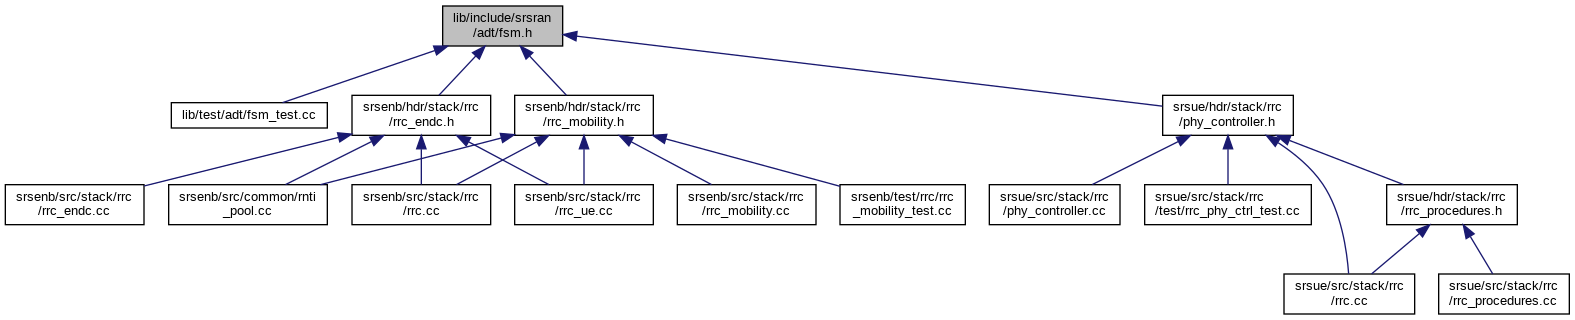 lib/include/srsran
/adt/fsm.h
lib/test/adt/fsm_test.cc
srsenb/hdr/stack/rrc
/rrc_endc.h
srsenb/hdr/stack/rrc
/rrc_mobility.h
srsue/hdr/stack/rrc
/phy_controller.h
srsenb/src/stack/rrc
/rrc_endc.cc
srsenb/src/common/rnti
_pool.cc
srsenb/src/stack/rrc
/rrc.cc
srsenb/src/stack/rrc
/rrc_ue.cc
srsenb/src/stack/rrc
/rrc_mobility.cc
srsenb/test/rrc/rrc
_mobility_test.cc
srsue/src/stack/rrc
/phy_controller.cc
srsue/src/stack/rrc
/test/rrc_phy_ctrl_test.cc
srsue/hdr/stack/rrc
/rrc_procedures.h
srsue/src/stack/rrc
/rrc.cc
srsue/src/stack/rrc
/rrc_procedures.cc